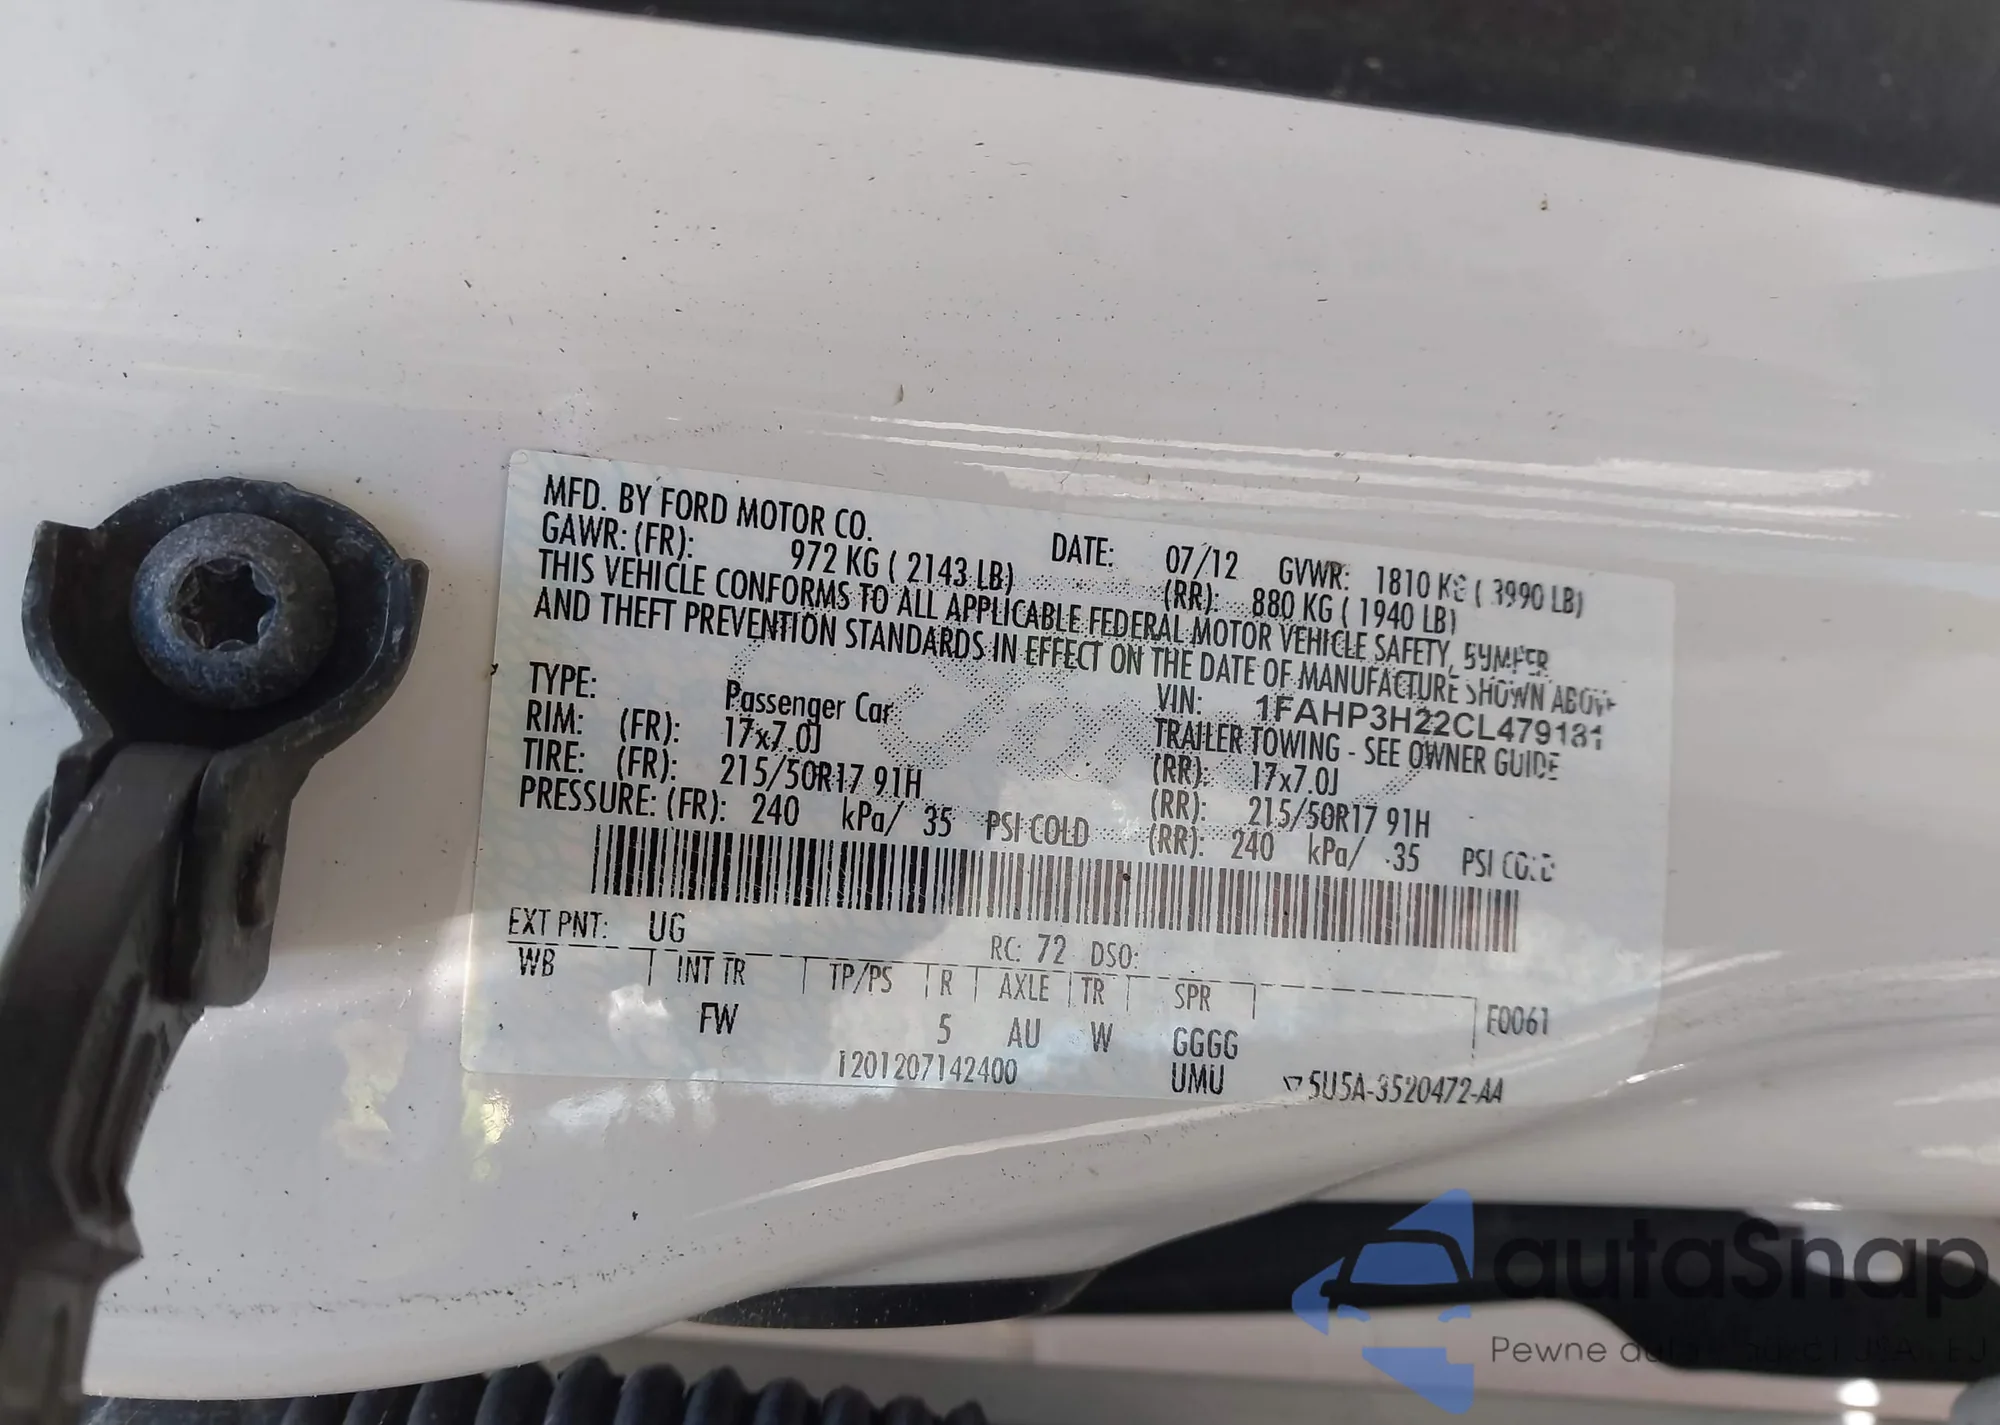 MFD. BY FORD MOTOR CO. DATE: 07/12 GVWR: 1810 KG ( 3990 LB)
GAWR: (FR): 972 KG ( 2143 LB) (RR): 880 KG ( 1940 LB)
THIS VEHICLE CONFORMS TO ALL APPLICABLE FEDERAL MOTOR VEHICLE SAFETY, BUMPER
AND THEFT PREVENTION STANDARDS IN EFFECT ON THE DATE OF MANUFACTURE SHOWN ABOVE
TYPE: Passenger Car VIN: 1FAHP3H22CL479181
TRAILER TOWING - SEE OWNER GUIDE
RIM: (FR): 17x7.0J (RR): 17x7.0J
TIRE: (FR): 215/50R17 91H (RR): 215/50R17 91H
PRESSURE: (FR): 240 kPa/ 35 PSI COLD (RR): 240 kPa/ 35 PSI COLD
EXT PNT: UG RC: 72 DSO:
WB INT TR TP/PS R AXLE TR SPR F0061
FW 5 AU W GGGG
1201207142400 UMU 5U5A-3520472-AA
autaSnap
Pewne auta